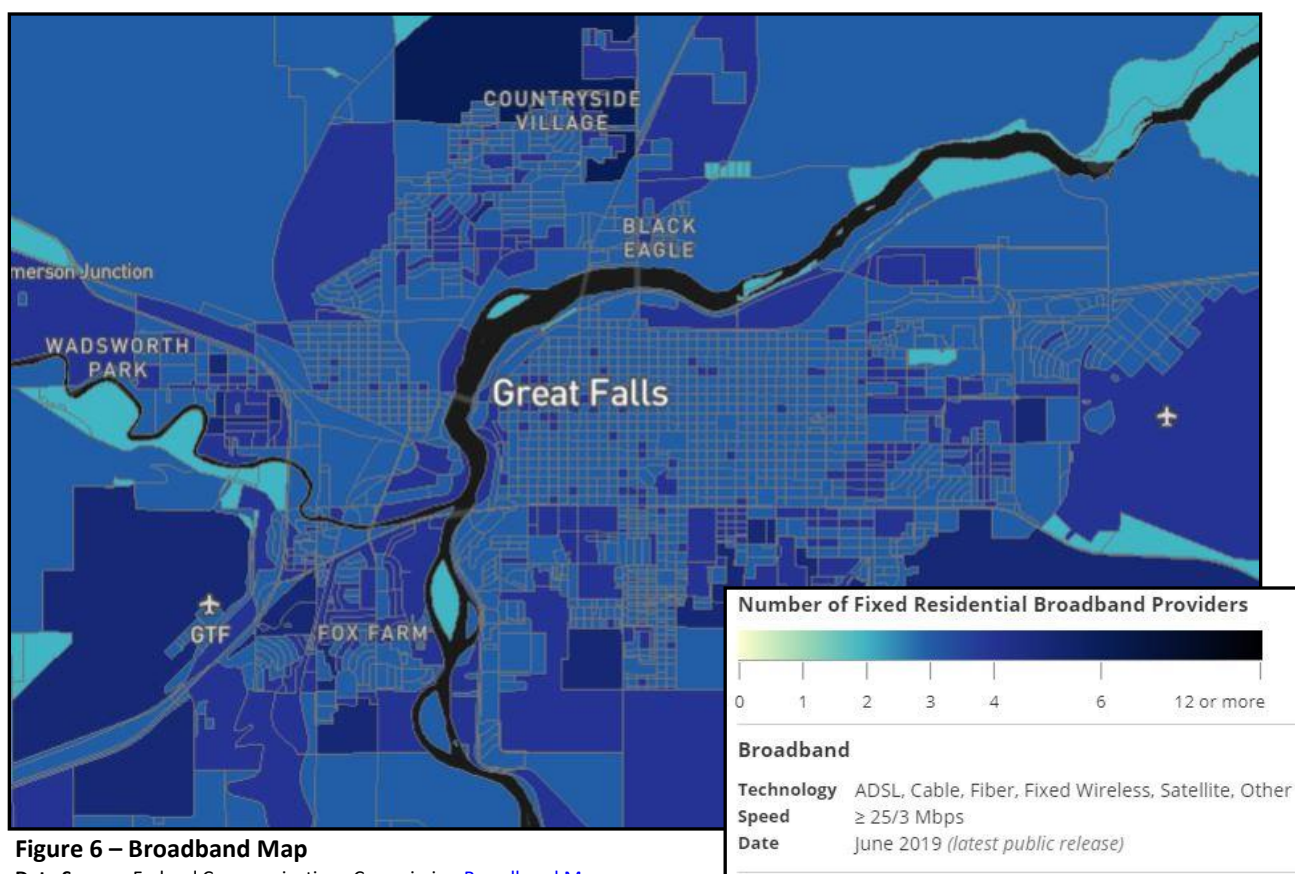 COUNTRYSIDE
VILLAGE
BLACK
EAGLE
merson Junction
WADSWORTH
PARK
Great Falls
GTF
FOX FARM
Number of Fixed Residential Broadband Providers
0 1 2 3 4 6 12 or more
Broadband
Technology ADSL, Cable, Fiber, Fixed Wireless, Satellite, Other
Speed ≥ 25/3 Mbps
Date June 2019 (latest public release)
Figure 6 – Broadband Map